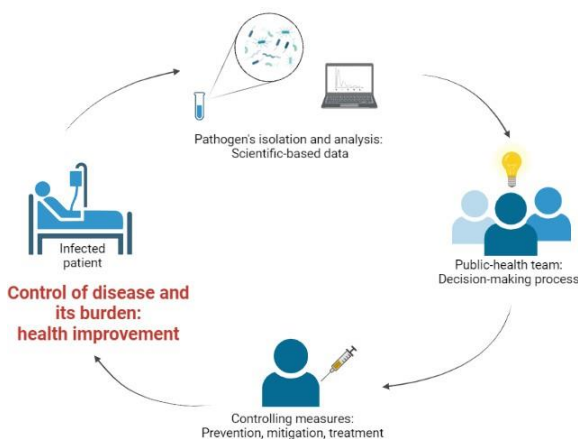 Pathogen's isolation and analysis:
Scientific-based data
Infected
patient
Public-health team:
Decision-making process
Control of disease and
its burden:
health improvement
Controlling measures:
Prevention, mitigation, treatment